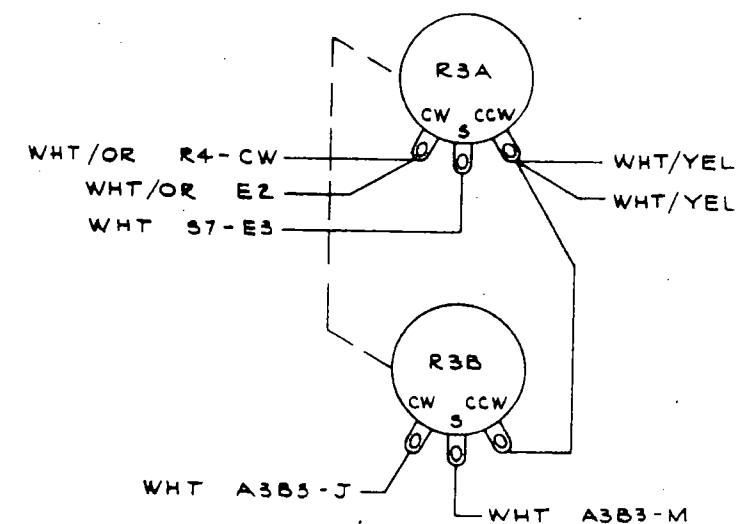 R3A
CW CCW
S
WHT/OR R4-CW
WHT/YEL
WHT/OR E2
WHT/YEL
WHT S7-E3
R3B
CW CCW
S
WHT A3B3-J
WHT A3B3-M